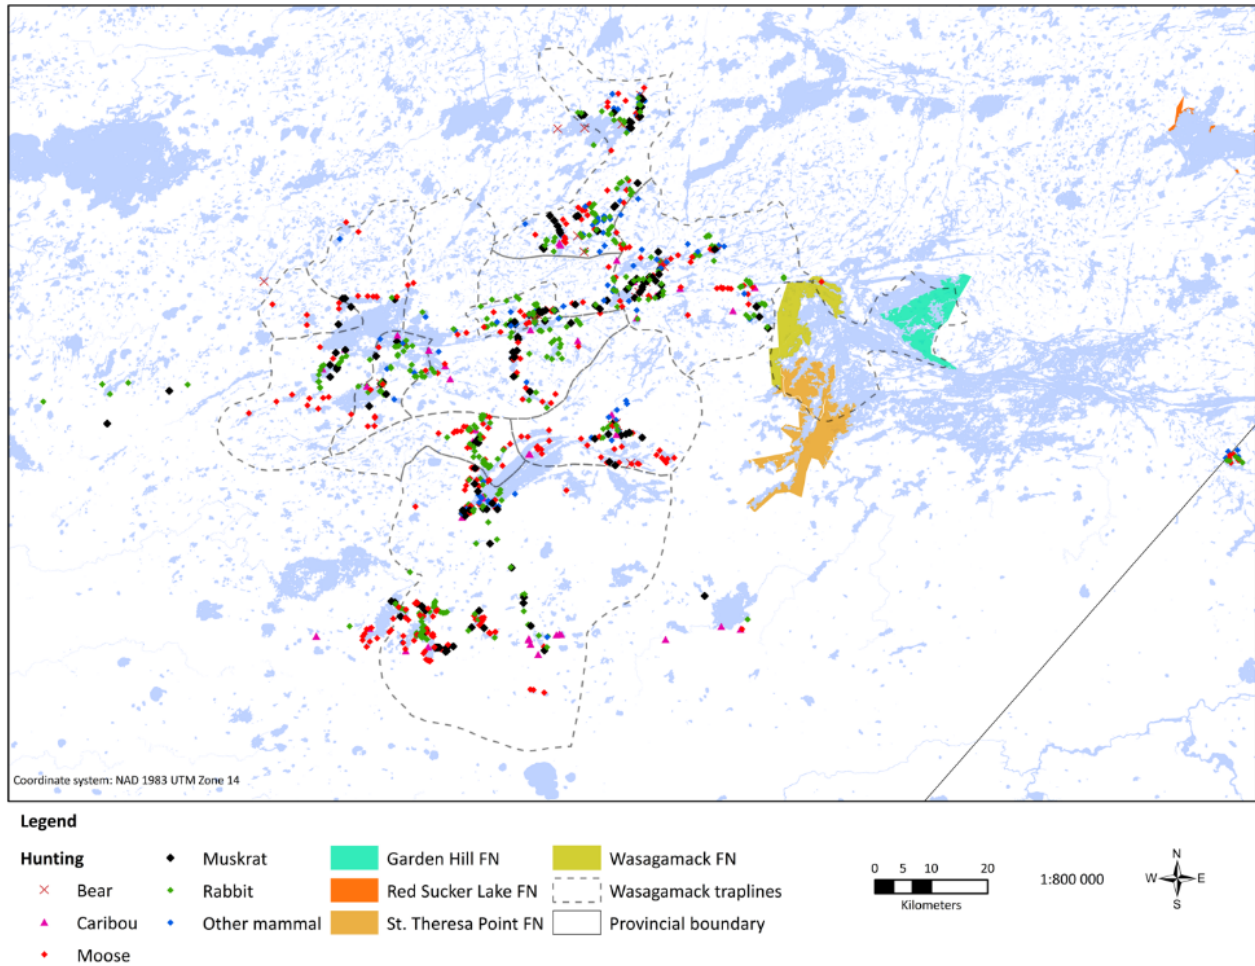 Coordinate system: NAD 1983 UTM Zone 14
Legend
Hunting
Bear
Caribou
Moose
Muskrat
Rabbit
Other mammal
Garden Hill FN
Red Sucker Lake FN
St. Theresa Point FN
Wasagamack FN
Wasagamack traplines
Provincial boundary
0 5 10 20
Kilometers
1:800 000
N
W E
S